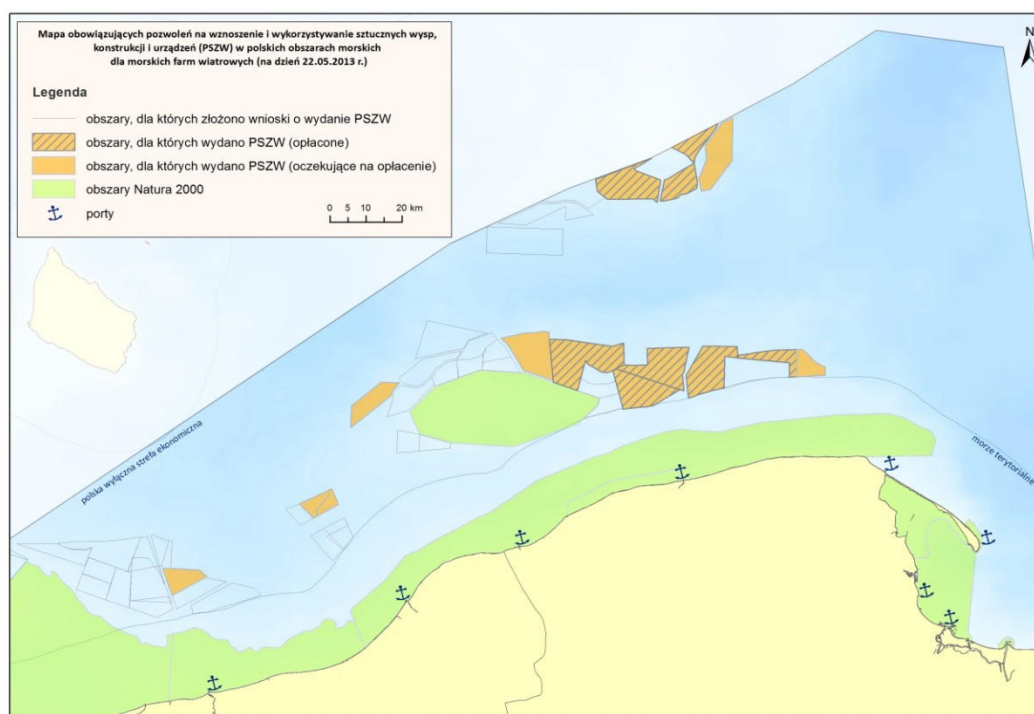 Mapa obowiązujących pozwoleń na wznoszenie i wykorzystywanie sztucznych wysp,
konstrukcji i urządzeń (PSZW) w polskich obszarach morskich
dla morskich farm wiatrowych (na dzień 22.05.2013 r.)
N
Legenda
obszary, dla których złożono wnioski o wydanie PSZW
obszary, dla których wydano PSZW (opłacone)
obszary, dla których wydano PSZW (oczekujące na opłacenie)
obszary Natura 2000
porty
0 5 10 20 km
polska wyłączna strefa ekonomiczna
morze terytorialne